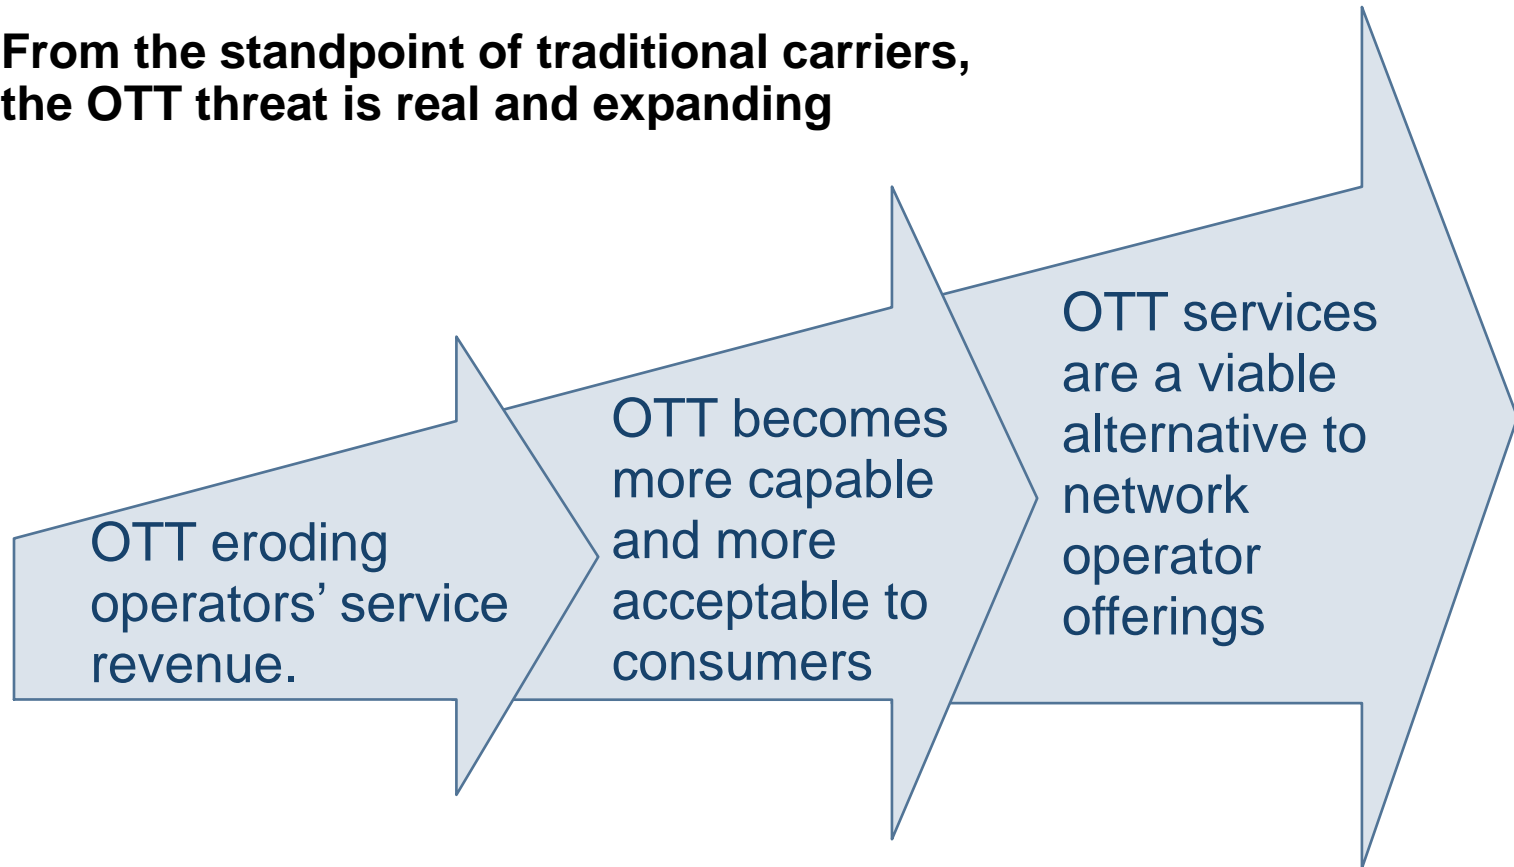 From the standpoint of traditional carriers,
the OTT threat is real and expanding
OTT eroding
operators’ service
revenue.
OTT becomes
more capable
and more
acceptable to
consumers
OTT services
are a viable
alternative to
network
operator
offerings